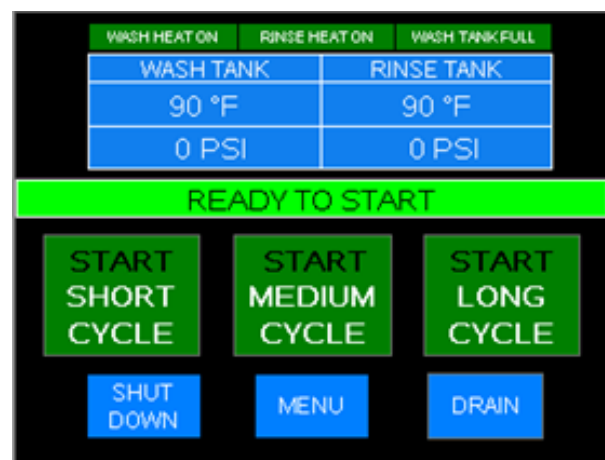 WASH HEAT ON RINSE HEAT ON WASH TANK FULL
WASH TANK RINSE TANK
90 °F 90 °F
0 PSI 0 PSI
READY TO START
START START START
SHORT MEDIUM LONG
CYCLE CYCLE CYCLE
SHUT
DOWN MENU DRAIN